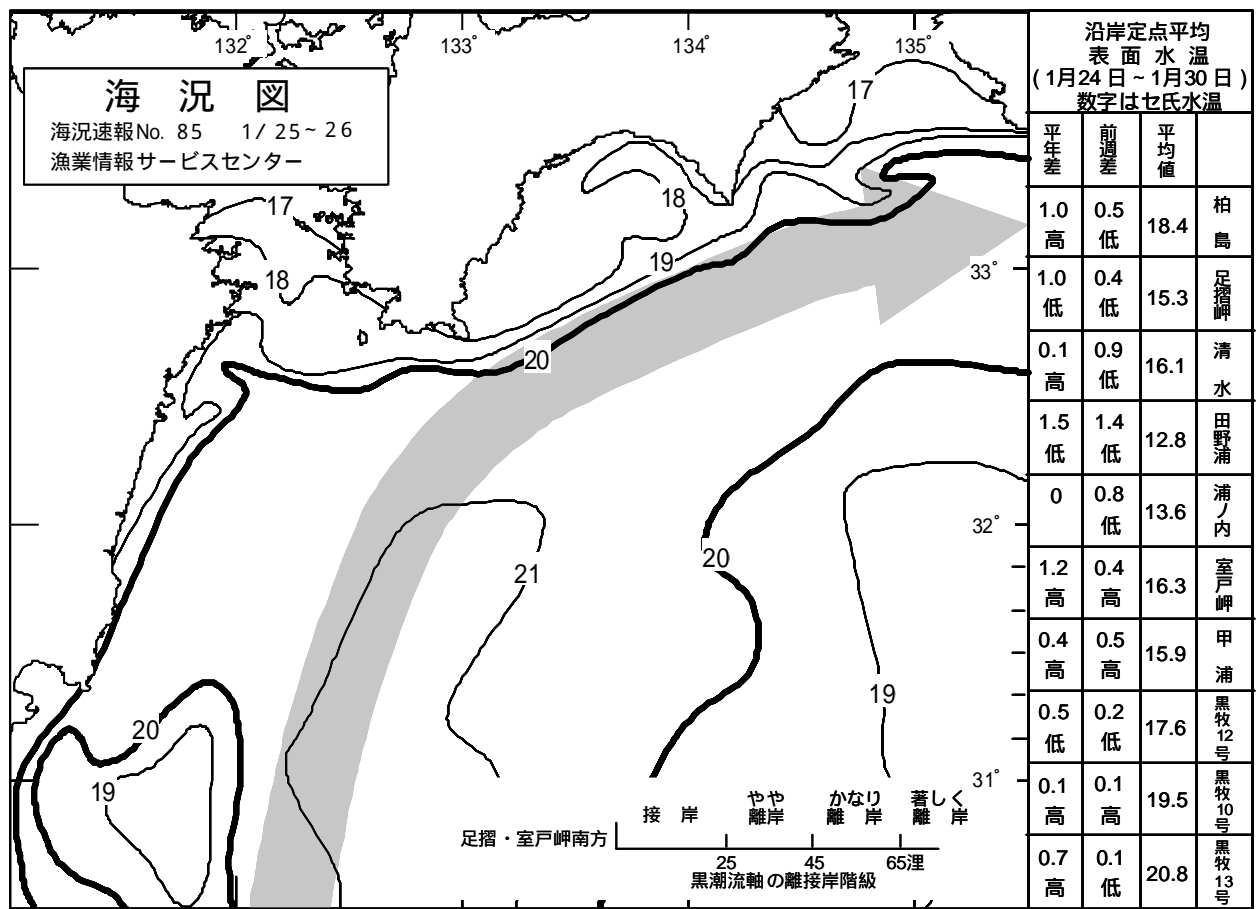 132°
133°
134°
135°
海 況 図
海況速報No. 85 1/25~26
漁業情報サービスセンター
17
17
18
18
19
33°
20
21
20
32°
19
20
19
31°
接 岸
やや
離岸
かなり
離 岸
著しく
離 岸
足摺・室戸岬南方
25
45
65浬
黒潮流軸の離接岸階級
沿岸定点平均
表 面 水 温
(1月24日~1月30日)
数字はセ氏水温
平年差 前週差 平均値
1.0高 0.5低 18.4 柏島
1.0低 0.4低 15.3 足摺岬
0.1高 0.9低 16.1 清水
1.5低 1.4低 12.8 田野浦
0 0.8低 13.6 浦ノ内
1.2高 0.4高 16.3 室戸岬
0.4高 0.5高 15.9 甲浦
0.5低 0.2低 17.6 黒牧12号
0.1高 0.1高 19.5 黒牧10号
0.7高 0.1低 20.8 黒牧13号